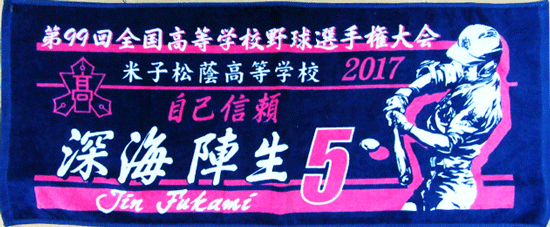 第99回全国高等学校野球選手権大会
米子松蔭高等学校 2017
高
自己信頼
深海 陣生 5
Jin Fukami